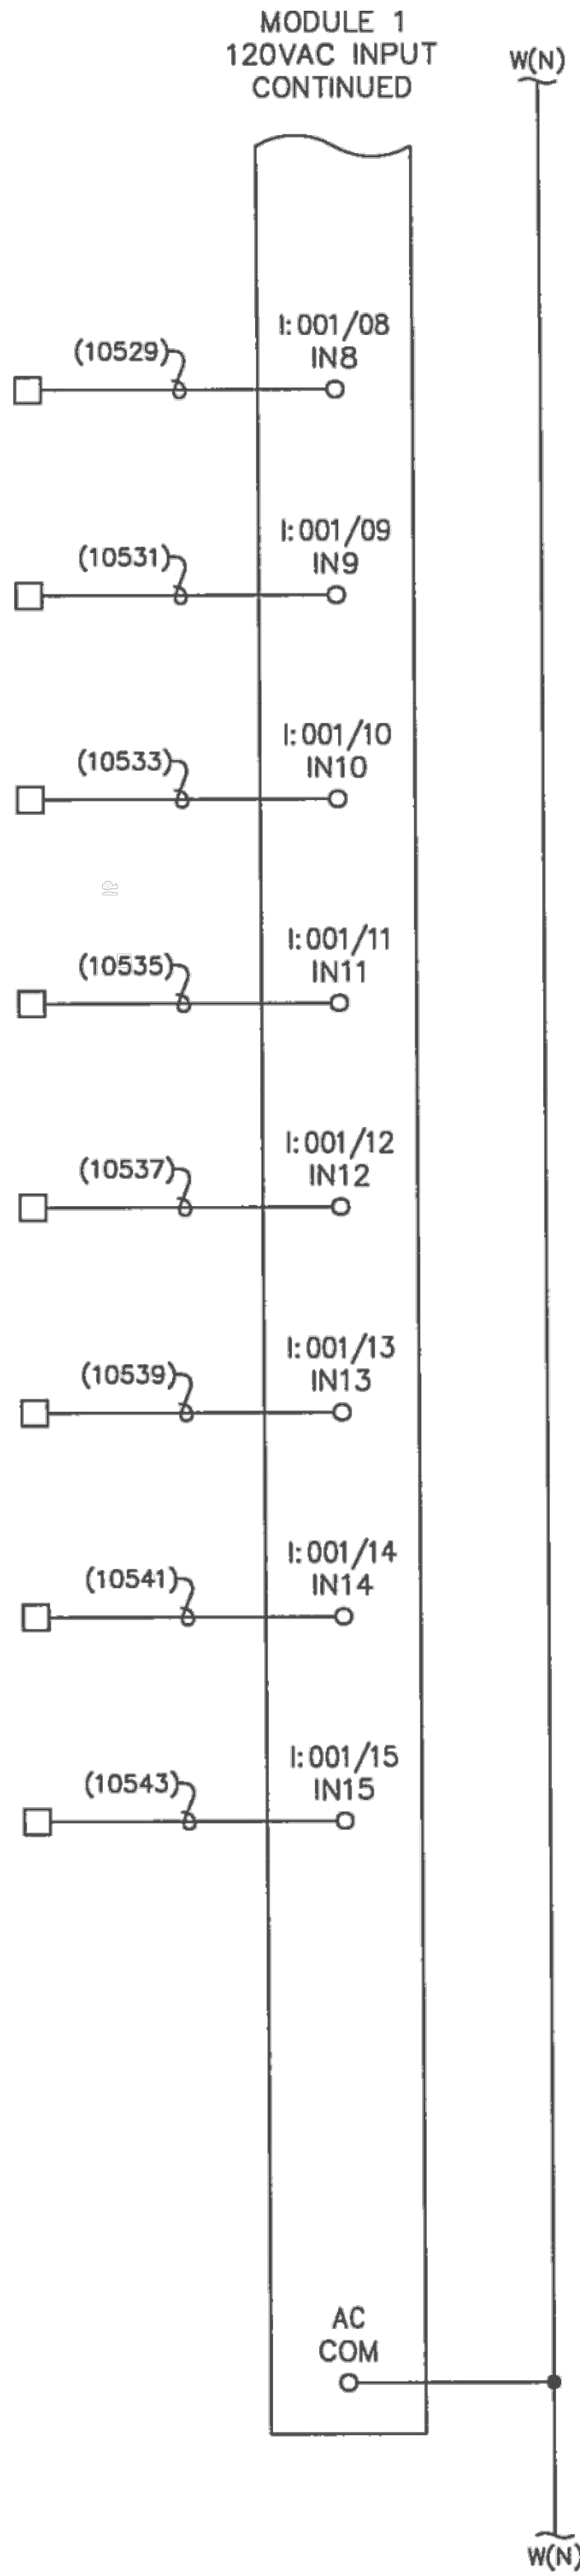 MODULE 1
120VAC INPUT
CONTINUED
W(N)
I:001/08
(10529)
IN8
I:001/09
(10531)
IN9
I:001/10
(10533)
IN10
I:001/11
(10535)
IN11
I:001/12
(10537)
IN12
I:001/13
(10539)
IN13
I:001/14
(10541)
IN14
I:001/15
(10543)
IN15
AC
COM
W(N)